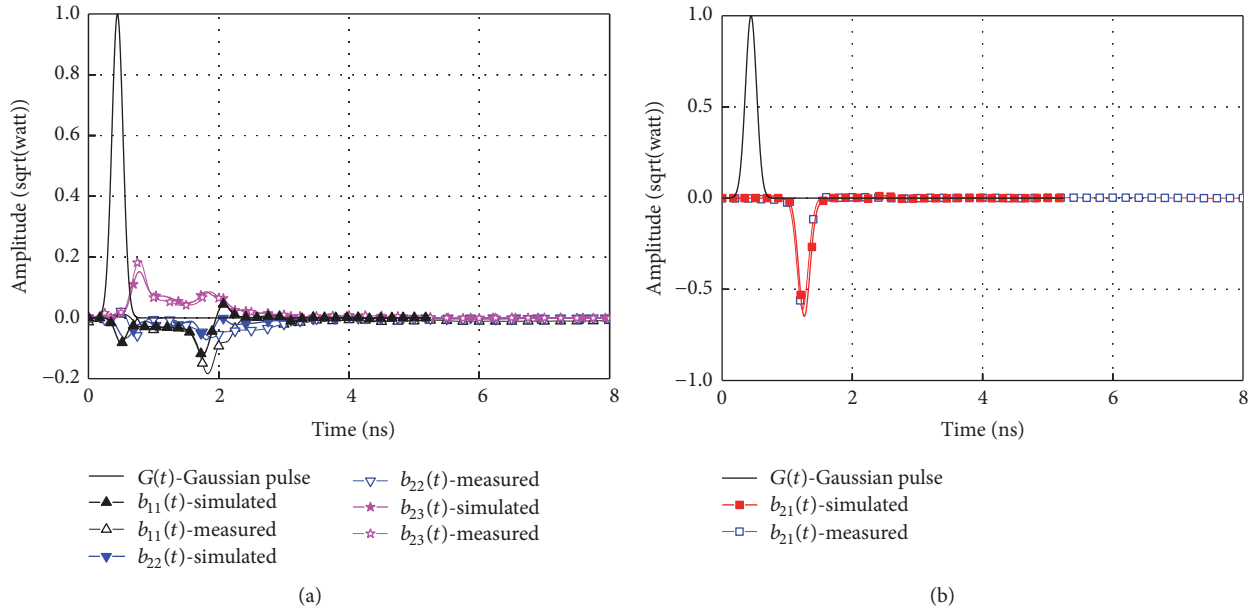 1.0
0.8
0.6
0.4
0.2
0.0
−0.2
Amplitude (sqrt(watt))
0 2 4 6 8
Time (ns)
G(t)-Gaussian pulse
b11(t)-simulated
b11(t)-measured
b22(t)-simulated
b22(t)-measured
b23(t)-simulated
b23(t)-measured
(a)
1.0
0.5
0.0
−0.5
−1.0
Amplitude (sqrt(watt))
0 2 4 6 8
Time (ns)
G(t)-Gaussian pulse
b21(t)-simulated
b21(t)-measured
(b)